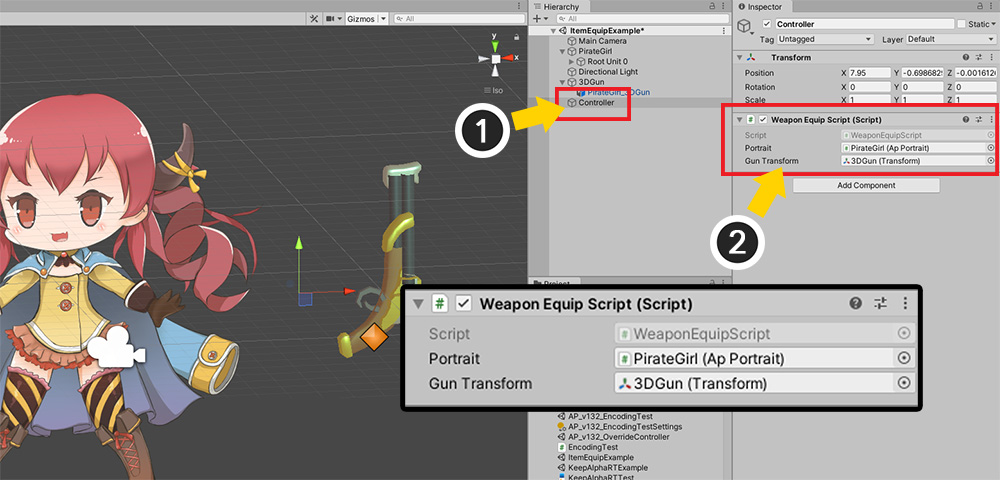 Gizmos
All
y
x
Iso
Hierarchy
All
ItemEquipExample*
Main Camera
PirateGirl
Root Unit 0
Directional Light
3DGun
PirateGirl_3DGun
Controller
1
Project
AP_v132_EncodingTest
AP_v132_EncodingTestSettings
AP_v132_OverrideController
EncodingTest
ItemEquipExample
KeepAlphaRTExample
KeepAlphaRTTest
Inspector
Controller
Static
Tag Untagged Layer Default
Transform
Position X 7.95 Y -0.698682 Z -0.0016120
Rotation X 0 Y 0 Z 0
Scale X 1 Y 1 Z 1
Weapon Equip Script (Script)
Script WeaponEquipScript
Portrait PirateGirl (Ap Portrait)
Gun Transform 3DGun (Transform)
Add Component
2
Weapon Equip Script (Script)
Script WeaponEquipScript
Portrait PirateGirl (Ap Portrait)
Gun Transform 3DGun (Transform)